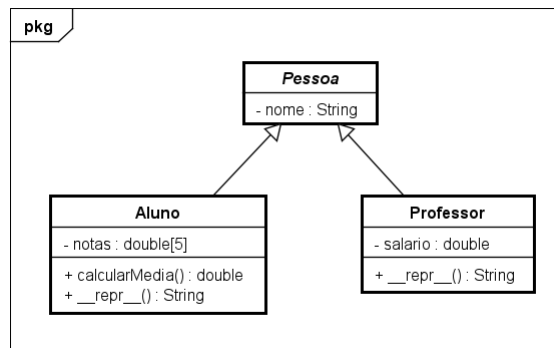 pkg
Pessoa
- nome : String
Aluno
- notas : double[5]
+ calcularMedia() : double
+ __repr__() : String
Professor
- salario : double
+ __repr__() : String